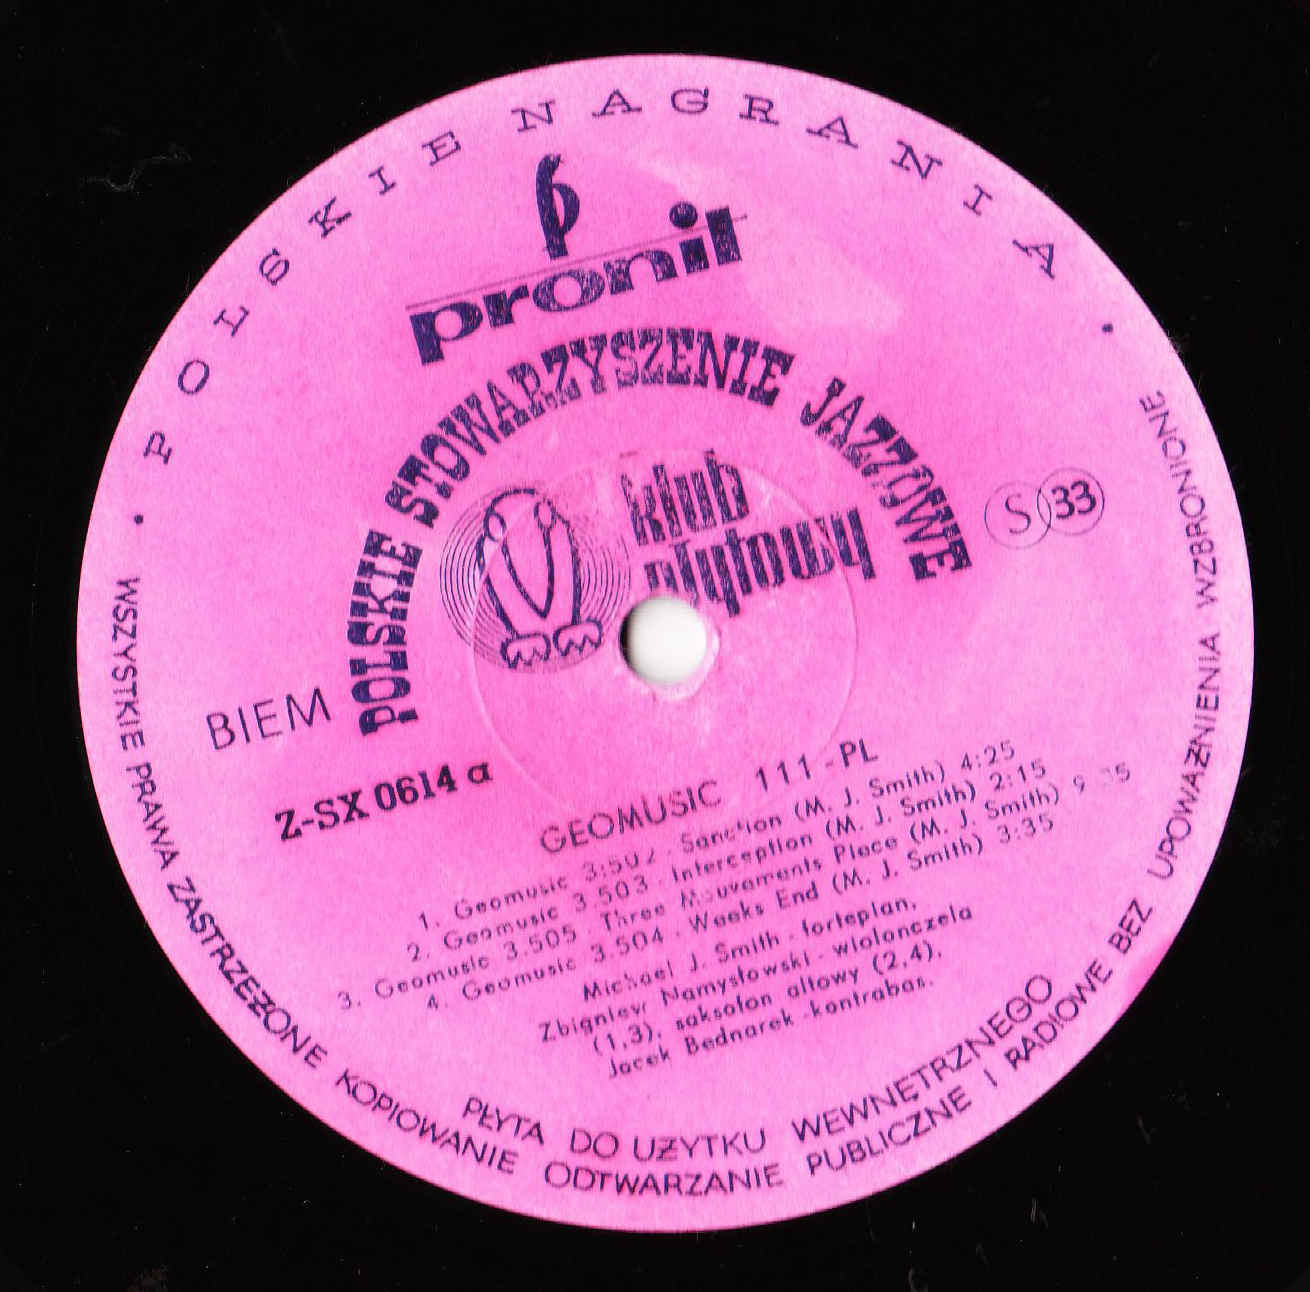 • POLSKIE NAGRANIA •
pronit
POLSKIE STOWARZYSZENIE JAZZOWE
klub
płytowy
S 33
BIEM
Z-SX 0614 a
GEOMUSIC 111-PL
1. Geomusic 3.502 - Sanction (M. J. Smith) 4:25
2. Geomusic 3.503 - Interception (M. J. Smith) 2:15
3. Geomusic 3.505 - Three Mouvements Piece (M. J. Smith)
4. Geomusic 3.504 - Weeks End (M. J. Smith) 3:35
Michael J. Smith - fortepian,
Zbigniew Namysłowski - wiolonczela
(1,3), saksofon altowy (2,4),
Jacek Bednarek - kontrabas.
PŁYTA DO UŻYTKU WEWNĘTRZNEGO
WSZYSTKIE PRAWA ZASTRZEŻONE KOPIOWANIE ODTWARZANIE PUBLICZNE I RADIOWE BEZ UPOWAŻNIENIA WZBRONIONE